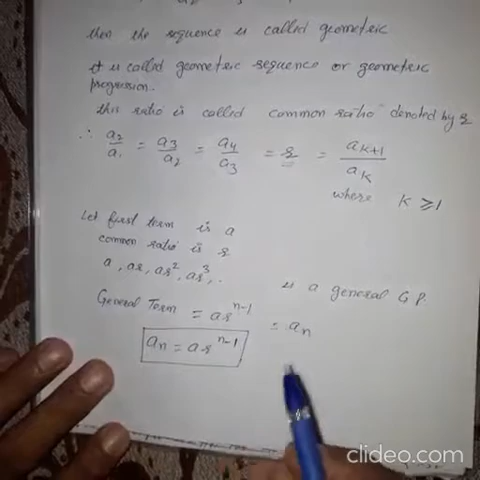 then the sequence is called geometric
it is called geometric sequence or geometric
progression.
this ratio is called common ratio denoted by r
∴ a₂/a₁ = a₃/a₂ = a₄/a₃ = r = aₖ₊₁/aₖ
where k ≥ 1
Let first term is a
common ratio is r
a, ar, ar², ar³, . is a general G.P.
General Term = ar^(n-1) = aₙ
aₙ = ar^(n-1)
clideo.com